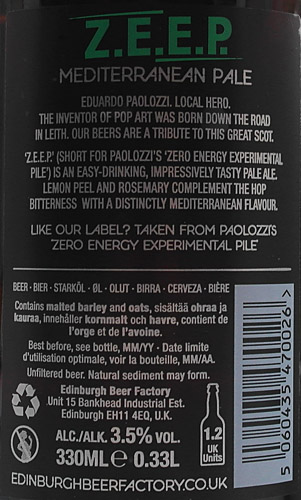 Z.E.E.P.
MEDITERRANEAN PALE
EDUARDO PAOLOZZI. LOCAL HERO.
THE INVENTOR OF POP ART WAS BORN DOWN THE ROAD
IN LEITH. OUR BEERS ARE A TRIBUTE TO THIS GREAT SCOT.
'Z.E.E.P.' (SHORT FOR PAOLOZZI'S 'ZERO ENERGY EXPERIMENTAL
PILE') IS AN EASY-DRINKING, IMPRESSIVELY TASTY PALE ALE.
LEMON PEEL AND ROSEMARY COMPLEMENT THE HOP
BITTERNESS WITH A DISTINCTLY MEDITERRANEAN FLAVOUR.
LIKE OUR LABEL? TAKEN FROM PAOLOZZI'S
'ZERO ENERGY EXPERIMENTAL PILE'
BEER · BIER · STARKÖL · ØL · OLUT · BIRRA · CERVEZA · BIÈRE
Contains malted barley and oats, sisältää ohraa ja
kauraa, innehåller kornmalt och havre, contient de
l'orge et de l'avoine.
Best before, see bottle, MM/YY · Date limite
d'utilisation optimale, voir la bouteille, MM/AA.
Unfiltered beer. Natural sediment may form.
Edinburgh Beer Factory
Unit 15 Bankhead Industrial Est.
Edinburgh EH11 4EQ, U.K.
ALC./ALK. 3.5% VOL.
330ML e 0.33L
1.2
UK
Units
EDINBURGHBEERFACTORY.CO.UK
5 060435 470026 >